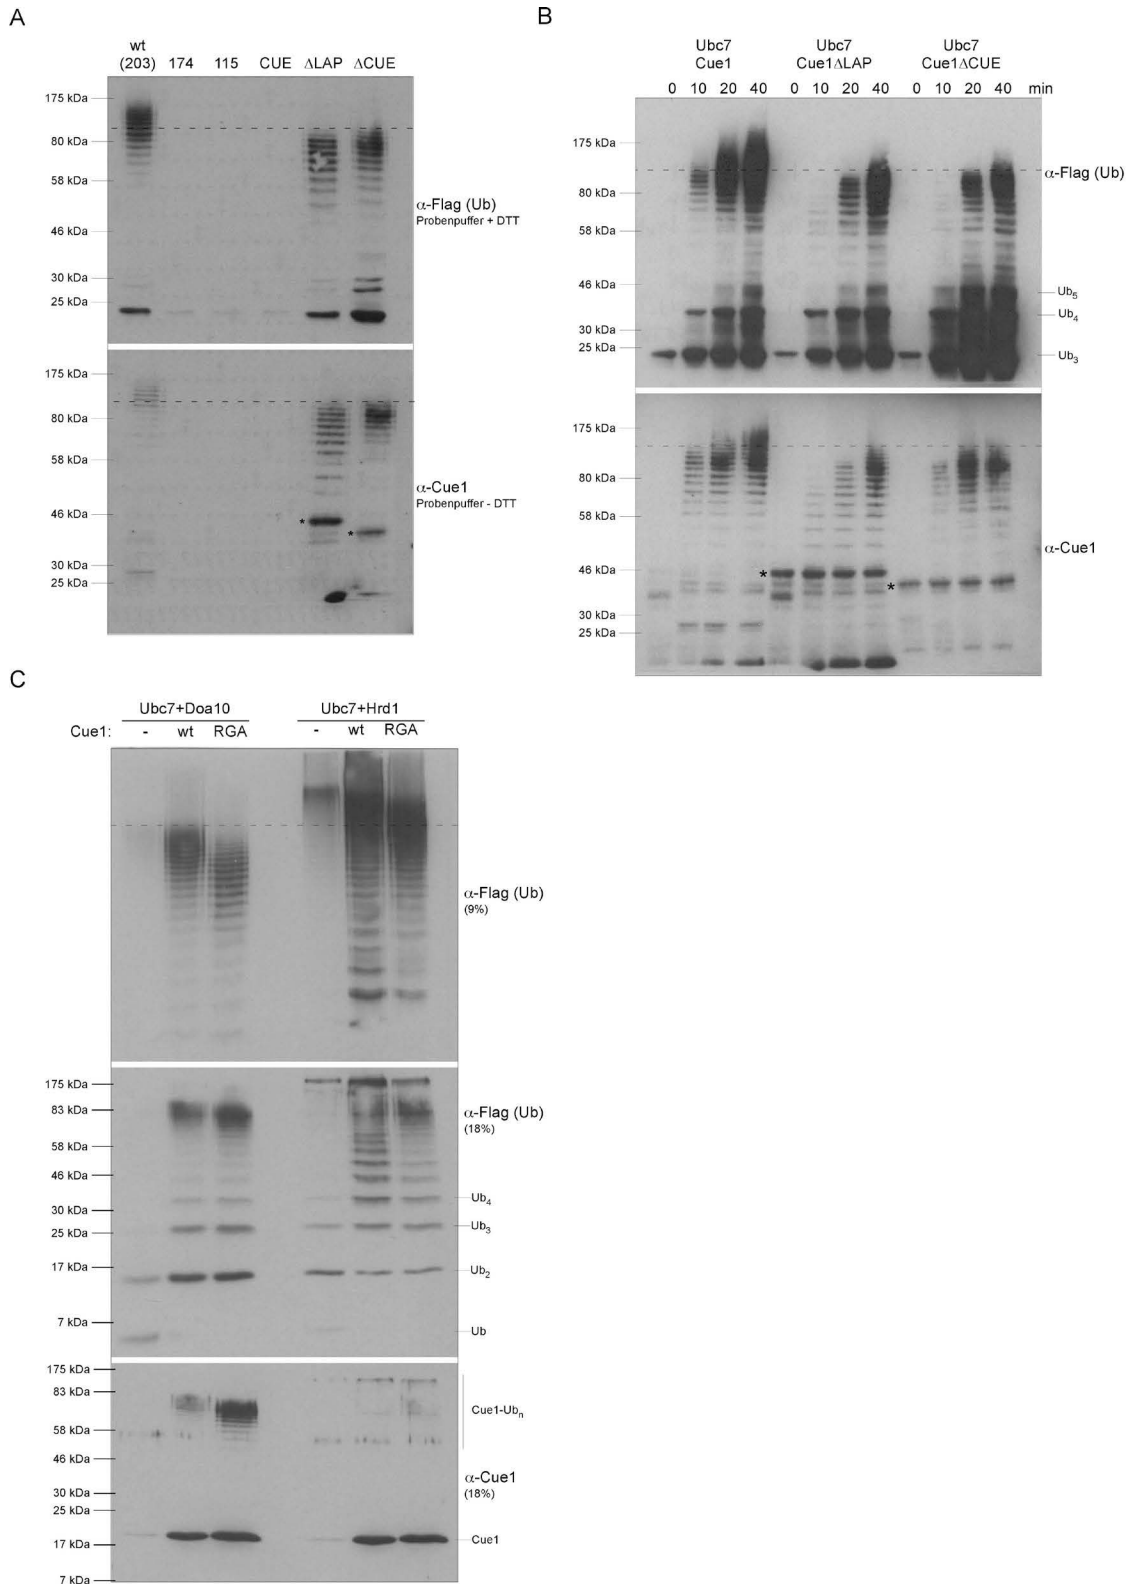 A
wt
(203) 174 115 CUE ΔLAP ΔCUE
175 kDa
80 kDa
58 kDa
46 kDa
30 kDa
25 kDa
α-Flag (Ub)
Probenpuffer + DTT
175 kDa
80 kDa
58 kDa
46 kDa
30 kDa
25 kDa
*
*
α-Cue1
Probenpuffer - DTT
B
Ubc7 Ubc7 Ubc7
Cue1 Cue1ΔLAP Cue1ΔCUE
0 10 20 40 0 10 20 40 0 10 20 40 min
175 kDa
80 kDa
58 kDa
46 kDa
30 kDa
25 kDa
α-Flag (Ub)
Ub5
Ub4
Ub3
175 kDa
80 kDa
58 kDa
46 kDa
30 kDa
25 kDa
*
*
α-Cue1
C
Ubc7+Doa10 Ubc7+Hrd1
Cue1: - wt RGA - wt RGA
α-Flag (Ub)
(9%)
175 kDa
83 kDa
58 kDa
46 kDa
30 kDa
25 kDa
17 kDa
7 kDa
α-Flag (Ub)
(18%)
Ub4
Ub3
Ub2
Ub
175 kDa
83 kDa
58 kDa
46 kDa
30 kDa
25 kDa
17 kDa
7 kDa
Cue1-Ubn
α-Cue1
(18%)
Cue1